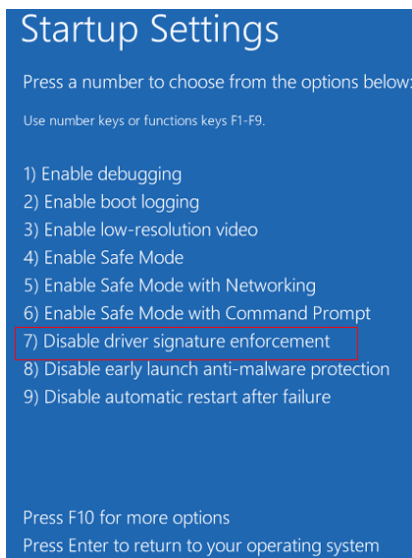 Startup Settings
Press a number to choose from the options below:
Use number keys or functions keys F1-F9.
1) Enable debugging
2) Enable boot logging
3) Enable low-resolution video
4) Enable Safe Mode
5) Enable Safe Mode with Networking
6) Enable Safe Mode with Command Prompt
7) Disable driver signature enforcement
8) Disable early launch anti-malware protection
9) Disable automatic restart after failure
Press F10 for more options
Press Enter to return to your operating system